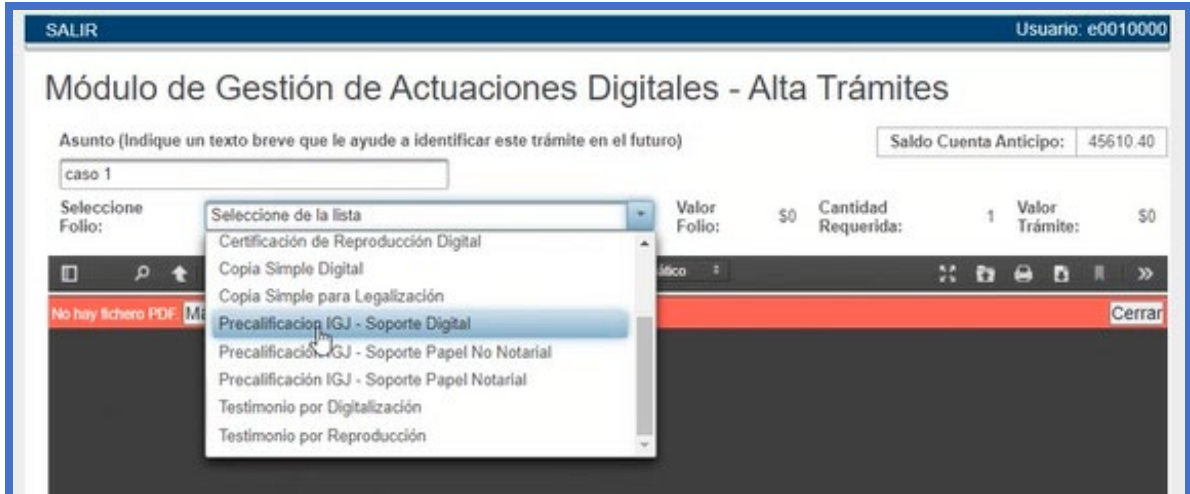 SALIR Usuario: e0010000
Módulo de Gestión de Actuaciones Digitales - Alta Trámites
Asunto (Indique un texto breve que le ayude a identificar este trámite en el futuro) Saldo Cuenta Anticipo: 45610.40
caso 1
Seleccione Folio: Seleccione de la lista Valor Folio: $0 Cantidad Requerida: 1 Valor Trámite: $0
Certificación de Reproducción Digital
Copia Simple Digital
Copia Simple para Legalización
No hay fichero PDF. Cerrar
Precalificacion IGJ - Soporte Digital
Precalificación IGJ - Soporte Papel No Notarial
Precalificación IGJ - Soporte Papel Notarial
Testimonio por Digitalización
Testimonio por Reproducción